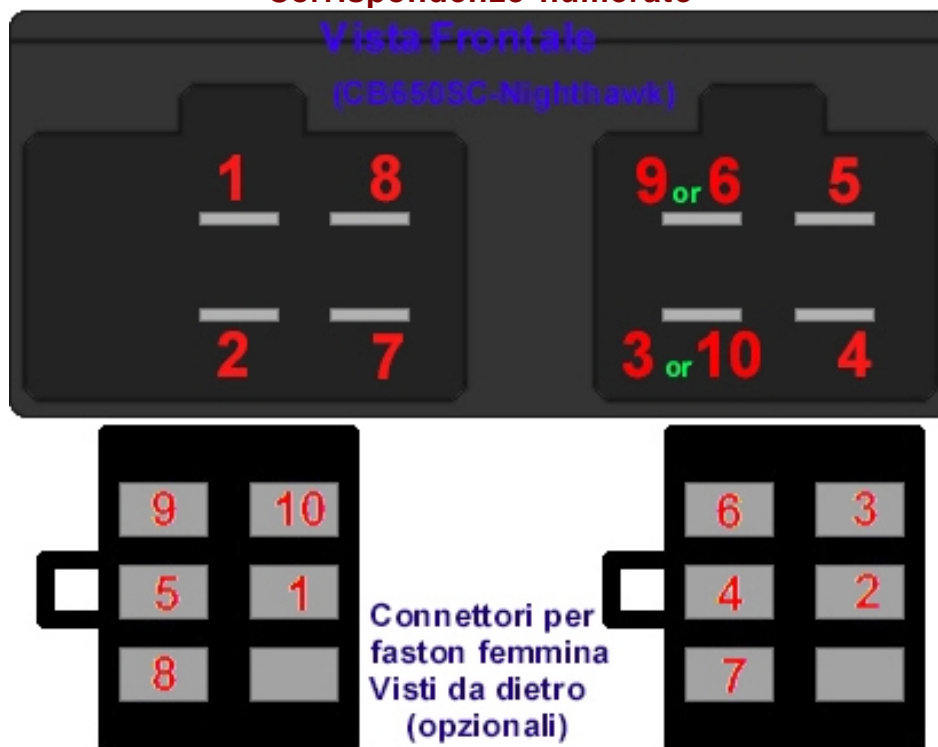 Corrispondenze numerate
Vista Frontale
(CB650SC-Nighthawk)
1 8 9 or 6 5
2 7 3 or 10 4
9 10 6 3
5 1 4 2
8 7
Connettori per
faston femmina
Visti da dietro
(opzionali)